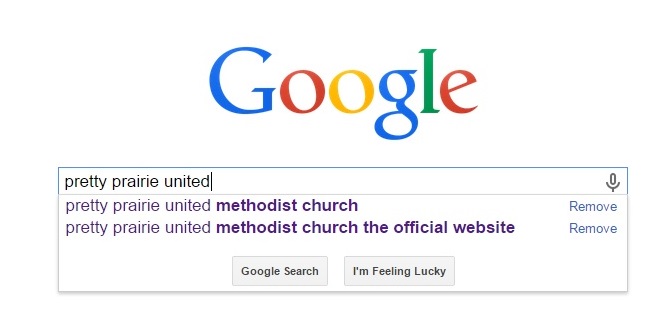 Google
pretty prairie united
pretty prairie united methodist church Remove
pretty prairie united methodist church the official website Remove
Google Search I'm Feeling Lucky